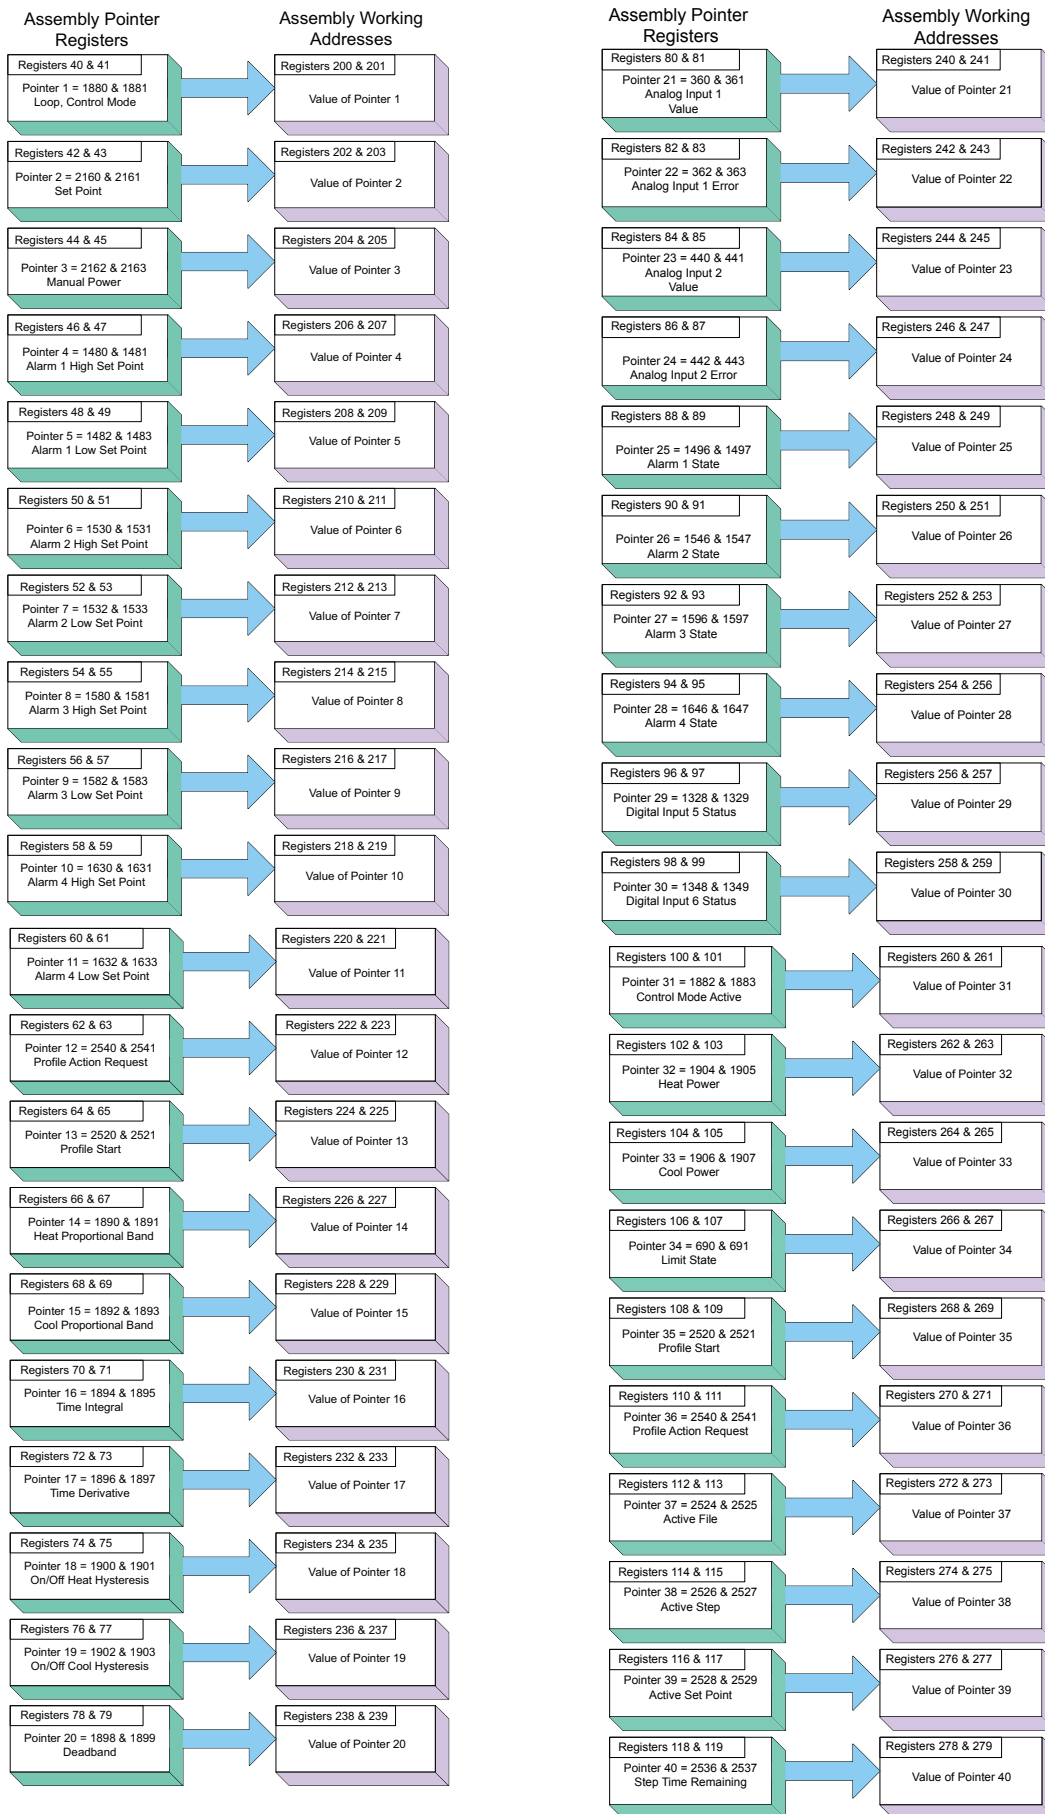 Assembly Pointer
Registers
Assembly Working
Addresses
Registers 40 & 41
Pointer 1 = 1880 & 1881
Loop, Control Mode
Registers 200 & 201
Value of Pointer 1
Registers 42 & 43
Pointer 2 = 2160 & 2161
Set Point
Registers 202 & 203
Value of Pointer 2
Registers 44 & 45
Pointer 3 = 2162 & 2163
Manual Power
Registers 204 & 205
Value of Pointer 3
Registers 46 & 47
Pointer 4 = 1480 & 1481
Alarm 1 High Set Point
Registers 206 & 207
Value of Pointer 4
Registers 48 & 49
Pointer 5 = 1482 & 1483
Alarm 1 Low Set Point
Registers 208 & 209
Value of Pointer 5
Registers 50 & 51
Pointer 6 = 1530 & 1531
Alarm 2 High Set Point
Registers 210 & 211
Value of Pointer 6
Registers 52 & 53
Pointer 7 = 1532 & 1533
Alarm 2 Low Set Point
Registers 212 & 213
Value of Pointer 7
Registers 54 & 55
Pointer 8 = 1580 & 1581
Alarm 3 High Set Point
Registers 214 & 215
Value of Pointer 8
Registers 56 & 57
Pointer 9 = 1582 & 1583
Alarm 3 Low Set Point
Registers 216 & 217
Value of Pointer 9
Registers 58 & 59
Pointer 10 = 1630 & 1631
Alarm 4 High Set Point
Registers 218 & 219
Value of Pointer 10
Registers 60 & 61
Pointer 11 = 1632 & 1633
Alarm 4 Low Set Point
Registers 220 & 221
Value of Pointer 11
Registers 62 & 63
Pointer 12 = 2540 & 2541
Profile Action Request
Registers 222 & 223
Value of Pointer 12
Registers 64 & 65
Pointer 13 = 2520 & 2521
Profile Start
Registers 224 & 225
Value of Pointer 13
Registers 66 & 67
Pointer 14 = 1890 & 1891
Heat Proportional Band
Registers 226 & 227
Value of Pointer 14
Registers 68 & 69
Pointer 15 = 1892 & 1893
Cool Proportional Band
Registers 228 & 229
Value of Pointer 15
Registers 70 & 71
Pointer 16 = 1894 & 1895
Time Integral
Registers 230 & 231
Value of Pointer 16
Registers 72 & 73
Pointer 17 = 1896 & 1897
Time Derivative
Registers 232 & 233
Value of Pointer 17
Registers 74 & 75
Pointer 18 = 1900 & 1901
On/Off Heat Hysteresis
Registers 234 & 235
Value of Pointer 18
Registers 76 & 77
Pointer 19 = 1902 & 1903
On/Off Cool Hysteresis
Registers 236 & 237
Value of Pointer 19
Registers 78 & 79
Pointer 20 = 1898 & 1899
Deadband
Registers 238 & 239
Value of Pointer 20
Assembly Pointer
Registers
Assembly Working
Addresses
Registers 80 & 81
Pointer 21 = 360 & 361
Analog Input 1
Value
Registers 240 & 241
Value of Pointer 21
Registers 82 & 83
Pointer 22 = 362 & 363
Analog Input 1 Error
Registers 242 & 243
Value of Pointer 22
Registers 84 & 85
Pointer 23 = 440 & 441
Analog Input 2
Value
Registers 244 & 245
Value of Pointer 23
Registers 86 & 87
Pointer 24 = 442 & 443
Analog Input 2 Error
Registers 246 & 247
Value of Pointer 24
Registers 88 & 89
Pointer 25 = 1496 & 1497
Alarm 1 State
Registers 248 & 249
Value of Pointer 25
Registers 90 & 91
Pointer 26 = 1546 & 1547
Alarm 2 State
Registers 250 & 251
Value of Pointer 26
Registers 92 & 93
Pointer 27 = 1596 & 1597
Alarm 3 State
Registers 252 & 253
Value of Pointer 27
Registers 94 & 95
Pointer 28 = 1646 & 1647
Alarm 4 State
Registers 254 & 256
Value of Pointer 28
Registers 96 & 97
Pointer 29 = 1328 & 1329
Digital Input 5 Status
Registers 256 & 257
Value of Pointer 29
Registers 98 & 99
Pointer 30 = 1348 & 1349
Digital Input 6 Status
Registers 258 & 259
Value of Pointer 30
Registers 100 & 101
Pointer 31 = 1882 & 1883
Control Mode Active
Registers 260 & 261
Value of Pointer 31
Registers 102 & 103
Pointer 32 = 1904 & 1905
Heat Power
Registers 262 & 263
Value of Pointer 32
Registers 104 & 105
Pointer 33 = 1906 & 1907
Cool Power
Registers 264 & 265
Value of Pointer 33
Registers 106 & 107
Pointer 34 = 690 & 691
Limit State
Registers 266 & 267
Value of Pointer 34
Registers 108 & 109
Pointer 35 = 2520 & 2521
Profile Start
Registers 268 & 269
Value of Pointer 35
Registers 110 & 111
Pointer 36 = 2540 & 2541
Profile Action Request
Registers 270 & 271
Value of Pointer 36
Registers 112 & 113
Pointer 37 = 2524 & 2525
Active File
Registers 272 & 273
Value of Pointer 37
Registers 114 & 115
Pointer 38 = 2526 & 2527
Active Step
Registers 274 & 275
Value of Pointer 38
Registers 116 & 117
Pointer 39 = 2528 & 2529
Active Set Point
Registers 276 & 277
Value of Pointer 39
Registers 118 & 119
Pointer 40 = 2536 & 2537
Step Time Remaining
Registers 278 & 279
Value of Pointer 40